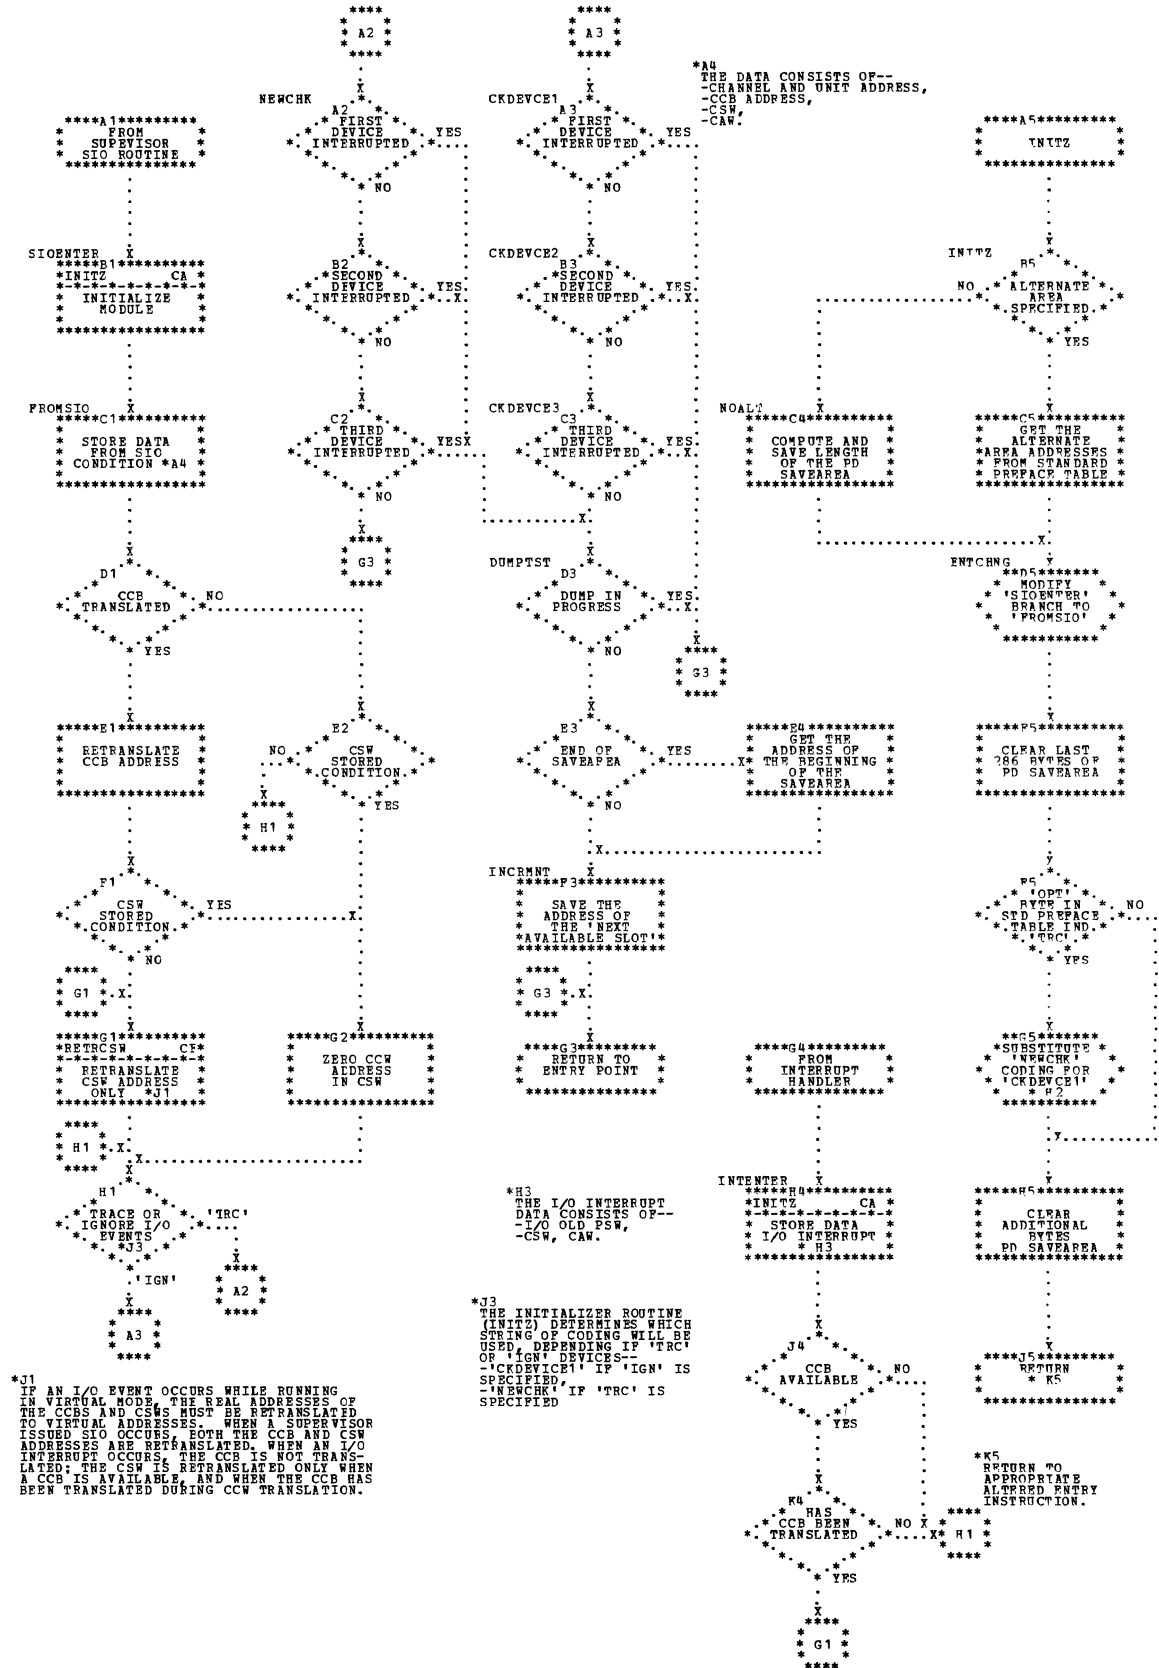 A2
A3
*A4
THE DATA CONSISTS OF--
-CHANNEL AND UNIT ADDRESS,
-CCB ADDRESS,
-CSW,
-CAW.
A1
FROM
SUPEVISOR
SIO ROUTINE
NEWCHK
A2
FIRST
DEVICE
INTERRUPTED
YES
NO
CKDEVICE1
A3
FIRST
DEVICE
INTERRUPTED
YES
NO
A5
INITZ
SIOENTER
B1
*INITZ CA *
INITIALIZE
MODULE
B2
SECOND
DEVICE
INTERRUPTED
YES
NO
CKDEVCE2
B3
SECOND
DEVICE
INTERRUPTED
YES
NO
INITZ
B5
ALTERNATE
AREA
SPECIFIED
NO
YES
FROMSIO
C1
STORE DATA
FROM SIO
CONDITION *A4
C2
THIRD
DEVICE
INTERRUPTED
YES
NO
CKDEVCE3
C3
THIRD
DEVICE
INTERRUPTED
YES
NO
NOALT
C4
COMPUTE AND
SAVE LENGTH
OF THE PD
SAVEAREA
C5
GET THE
ALTERNATE
AREA ADDRESSES
FROM STANDARD
PREFACE TABLE
G3
D1
CCB
TRANSLATED
NO
YES
DUMPTST
D3
DUMP IN
PROGRESS
YES
NO
G3
ENTCHNG
D5
MODIFY
'SIOENTER'
BRANCH TO
'FROMSIO'
E1
RETRANSLATE
CCB ADDRESS
E2
CSW
STORED
CONDITION
NO
YES
H1
E3
END OF
SAVEAREA
YES
NO
E4
GET THE
ADDRESS OF
THE BEGINNING
OF THE
SAVEAREA
E5
CLEAR LAST
286 BYTES OF
PD SAVEAREA
F1
CSW
STORED
CONDITION
YES
NO
INCRMNT
F3
SAVE THE
ADDRESS OF
THE 'NEXT
AVAILABLE SLOT'
F5
'OPT'
BYTE IN
STD PREFACE
TABLE IND.
'TRC'
NO
YES
G1
G3
G1
*RETRCSW CF*
RETRANSLATE
CSW ADDRESS
ONLY *J1
G2
ZERO CCW
ADDRESS
IN CSW
G3
RETURN TO
ENTRY POINT
G4
FROM
INTERRUPT
HANDLER
G5
*SUBSTITUTE
'NEWCHK'
CODING FOR
'CKDEVCE1'
* H2
H1
H1
TRACE OR
IGNORE I/O
EVENTS
*J3
'TRC'
'IGN'
A2
A3
*H3
THE I/O INTERRUPT
DATA CONSISTS OF--
-I/O OLD PSW,
-CSW, CAW.
INTENTER
H4
*INITZ CA *
STORE DATA
I/O INTERRUPT
* H3
H5
CLEAR
ADDITIONAL
BYTES
PD SAVEAREA
*J1
IF AN I/O EVENT OCCURS WHILE RUNNING
IN VIRTUAL MODE, THE REAL ADDRESSES OF
THE CCBS AND CSWS MUST BE RETRANSLATED
TO VIRTUAL ADDRESSES. WHEN A SUPERVISOR
ISSUED SIO OCCURS, BOTH THE CCB AND CSW
ADDRESSES ARE RETRANSLATED. WHEN AN I/O
INTERRUPT OCCURS, THE CCB IS NOT TRANS-
LATED; THE CSW IS RETRANSLATED ONLY WHEN
A CCB IS AVAILABLE, AND WHEN THE CCB HAS
BEEN TRANSLATED DURING CCW TRANSLATION.
*J3
THE INITIALIZER ROUTINE
(INITZ) DETERMINES WHICH
STRING OF CODING WILL BE
USED, DEPENDING IF 'TRC'
OR 'IGN' DEVICES--
-'CKDEVICE1' IF 'IGN' IS
SPECIFIED,
-'NEWCHK' IF 'TRC' IS
SPECIFIED
J4
CCB
AVAILABLE
NO
YES
J5
RETURN
* K5
*K5
RETURN TO
APPROPRIATE
ALTERED ENTRY
INSTRUCTION.
K4
HAS
CCB BEEN
TRANSLATED
NO
YES
H1
G1